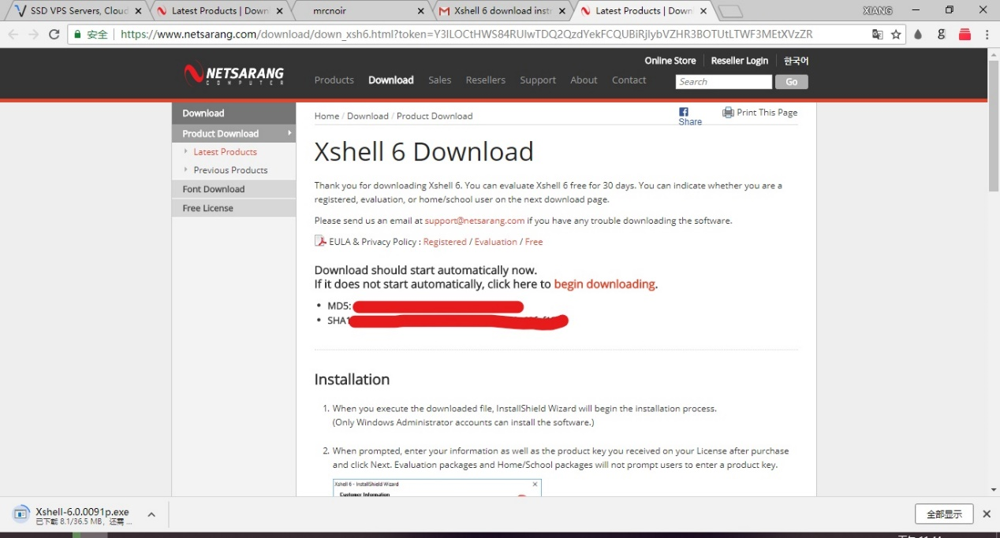 SSD VPS Servers, Cloud
Latest Products | Down
mrcnoir
Xshell 6 download inst
Latest Products | Down
XIANG
安全 https://www.netsarang.com/download/down_xsh6.html?token=
Online Store Reseller Login 한국어
NETSARANG
COMPUTER
Products Download Sales Resellers Support About Contact Search Go
Download
Product Download
Latest Products
Previous Products
Font Download
Free License
Home / Download / Product Download
Share
Print This Page
Xshell 6 Download
Thank you for downloading Xshell 6. You can evaluate Xshell 6 free for 30 days. You can indicate whether you are a
registered, evaluation, or home/school user on the next download page.
Please send us an email at support@netsarang.com if you have any trouble downloading the software.
EULA & Privacy Policy : Registered / Evaluation / Free
Download should start automatically now.
If it does not start automatically, click here to begin downloading.
• MD5:
• SHA1
Installation
1. When you execute the downloaded file, InstallShield Wizard will begin the installation process.
(Only Windows Administrator accounts can install the software.)
2. When prompted, enter your information as well as the product key you received on your License after purchase
and click Next. Evaluation packages and Home/School packages will not prompt users to enter a product key.
Xshell 6 - InstallShield Wizard
Customer Information
Xshell-6.0.0091p.exe
已下载 8.1/36.5 MB，还需 ...
全部显示